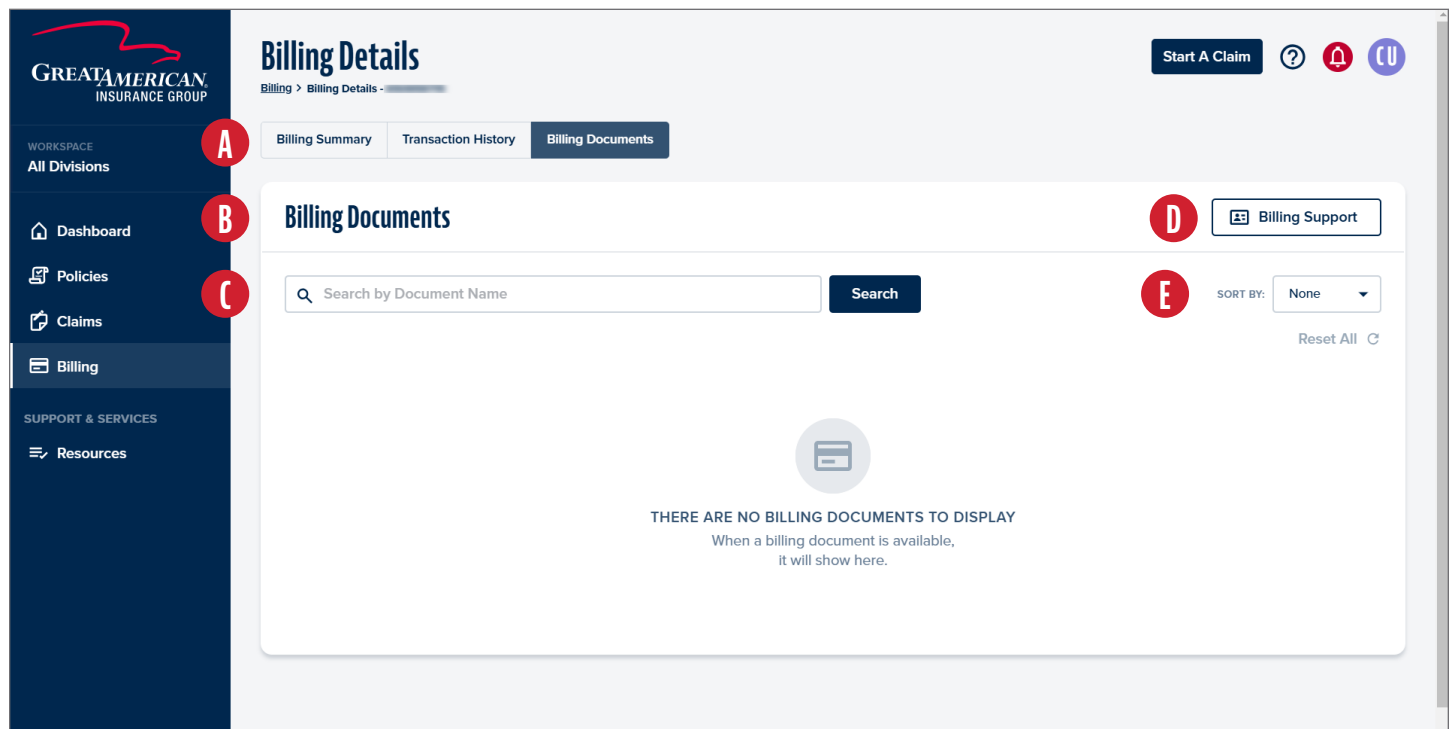 GREATAMERICAN.
INSURANCE GROUP
WORKSPACE
All Divisions
Dashboard
Policies
Claims
Billing
SUPPORT & SERVICES
Resources
Billing Details
Billing > Billing Details -
Start A Claim
?
CU
A
Billing Summary
Transaction History
Billing Documents
B
Billing Documents
D
Billing Support
C
Search by Document Name
Search
E
SORT BY:
None
Reset All
THERE ARE NO BILLING DOCUMENTS TO DISPLAY
When a billing document is available,
it will show here.